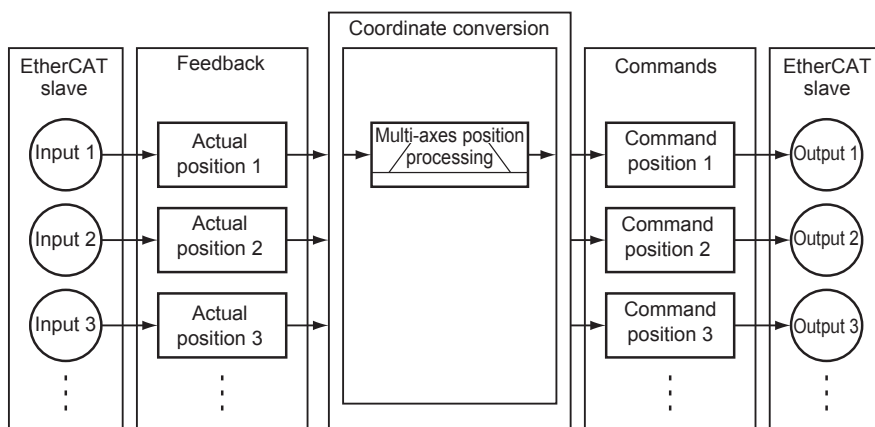 Coordinate conversion
EtherCAT
slave
Feedback
Commands
EtherCAT
slave
Input 1
Actual
position 1
Multi-axes position
processing
Command
position 1
Output 1
Input 2
Actual
position 2
Command
position 2
Output 2
Input 3
Actual
position 3
Command
position 3
Output 3